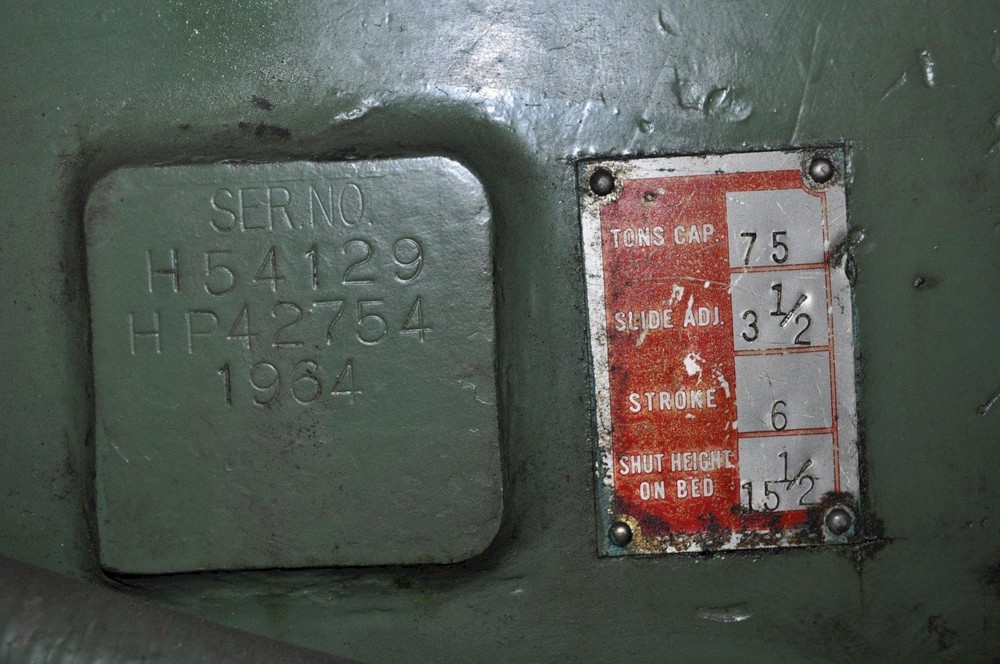 SER.NO.
H54129
HP42754
1964
TONS CAP. 75
SLIDE ADJ. 3 1/2
STROKE 6
SHUT HEIGHT
ON BED 15 1/2